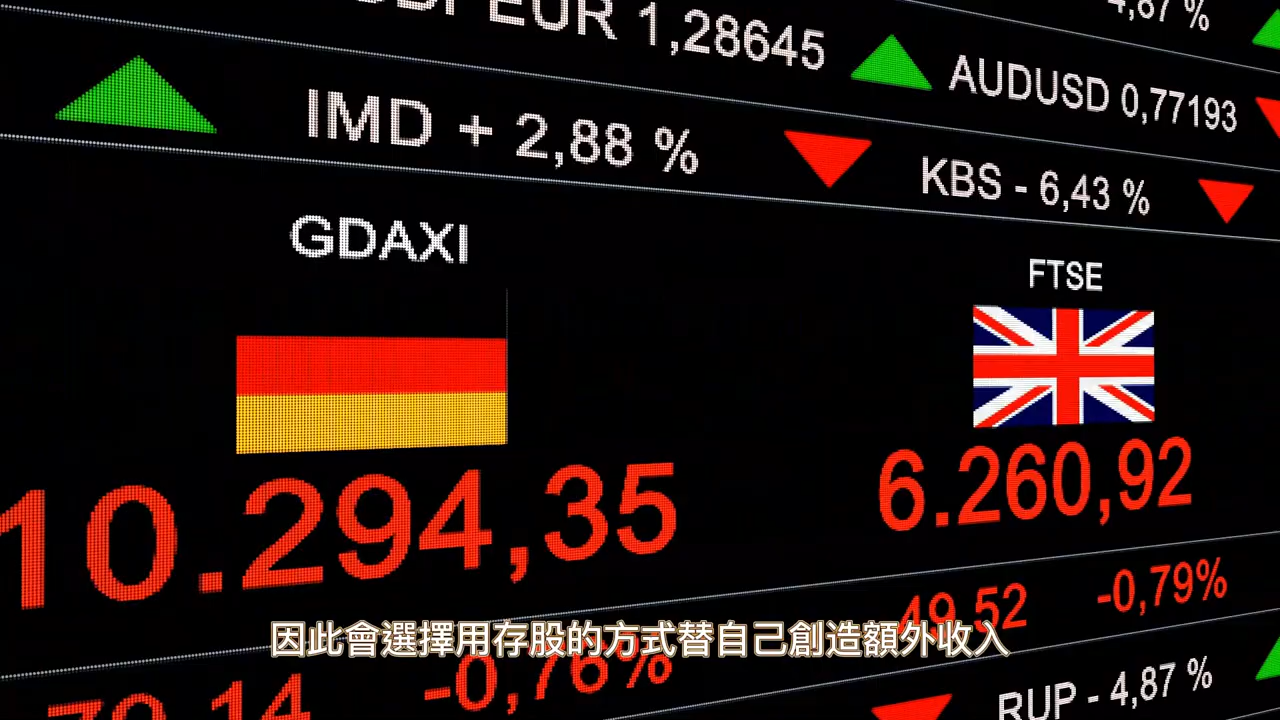 EUR 1,28645
4,87 %
AUDUSD 0,77193
IMD + 2,88 %
KBS - 6,43 %
GDAXI
FTSE
10.294,35
6.260,92
49,52
-0,79%
因此會選擇用存股的方式替自己創造額外收入
-0,76%
RUP - 4,87 %